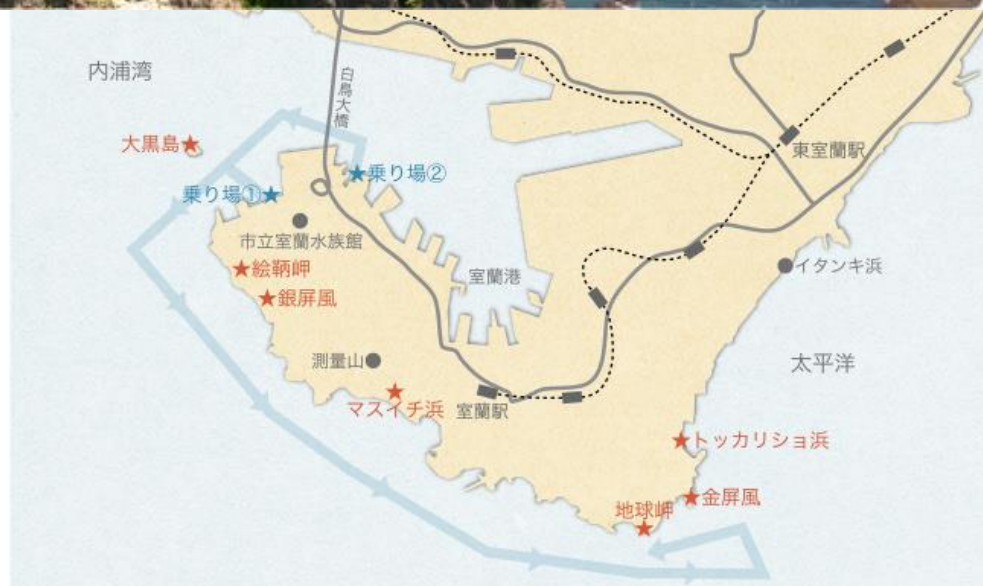 内浦湾
白鳥大橋
大黒島
乗り場②
東室蘭駅
乗り場①
市立室蘭水族館
絵鞆岬
室蘭港
イタンキ浜
銀屏風
測量山
太平洋
マスイチ浜
室蘭駅
トッカリショ浜
金屏風
地球岬